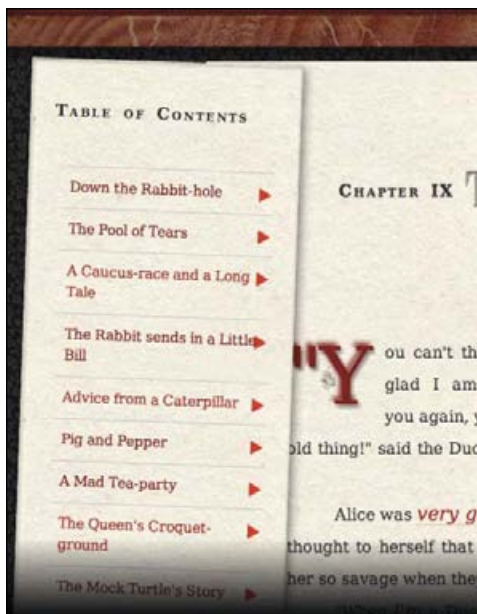 TABLE OF CONTENTS
Down the Rabbit-hole
The Pool of Tears
A Caucus-race and a Long
Tale
The Rabbit sends in a Little
Bill
Advice from a Caterpillar
Pig and Pepper
A Mad Tea-party
The Queen's Croquet-
ground
The Mock Turtle's Story
CHAPTER IX T
"You can't th
glad I am
you again, y
old thing!" said the Duc
Alice was very g
thought to herself that
her so savage when the